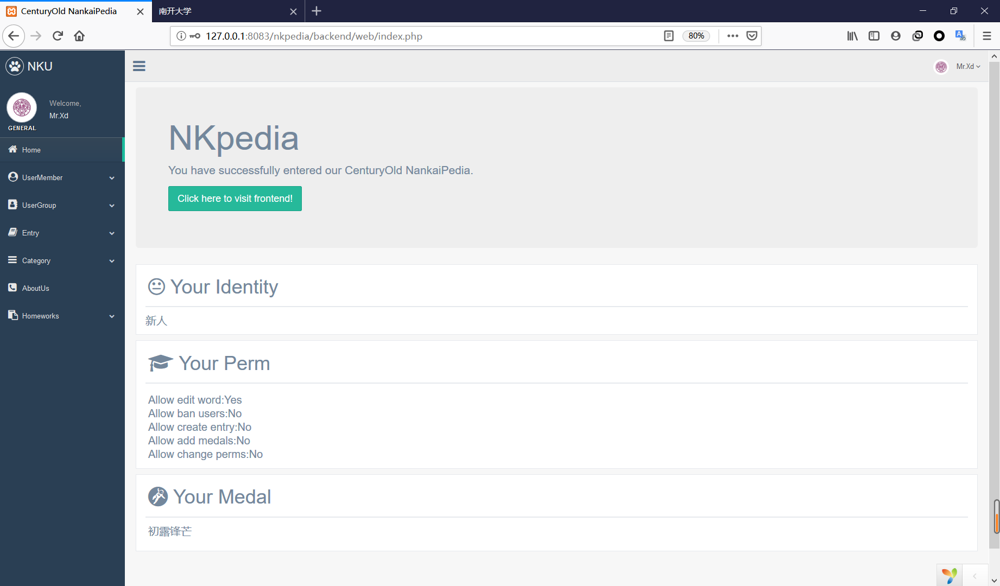 CenturyOld NankaiPedia
南开大学
127.0.0.1:8083/nkpedia/backend/web/index.php
80%
NKU
Mr.Xd
Welcome,
Mr.Xd
GENERAL
Home
UserMember
UserGroup
Entry
Category
AboutUs
Homeworks
NKpedia
You have successfully entered our CenturyOld NankaiPedia.
Click here to visit frontend!
Your Identity
新人
Your Perm
Allow edit word:Yes
Allow ban users:No
Allow create entry:No
Allow add medals:No
Allow change perms:No
Your Medal
初露锋芒